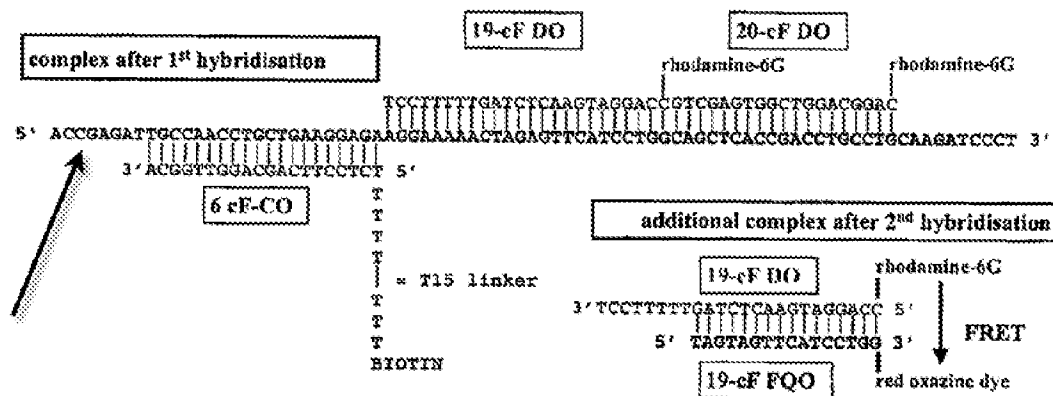 19-cF DO
20-cF DO
complex after 1st hybridisation
rhodamine-6G
rhodamine-6G
TCCTTTTTGATCTCAAGTAGGACCGTCGAGTGGCTGGACGGAC
5' ACCGAGATTGCCAACCTGCTGAAGGAGAAGGAAAAACTAGAGTTCATCCTGGCAGCTCACCGACCTGCCTGCAAGATCCCT 3'
3'ACGGTTGGACGACTTCCTCT 5'
6 cF-CO
T
T
T
T
= T15 linker
T
T
T
BIOTIN
additional complex after 2nd hybridisation
19-cF DO
rhodamine-6G
3'TCCTTTTTGATCTCAAGTAGGACC 5'
FRET
5' TAGTAGTTCATCCTGG 3'
19-cF FQO
red oxazine dye